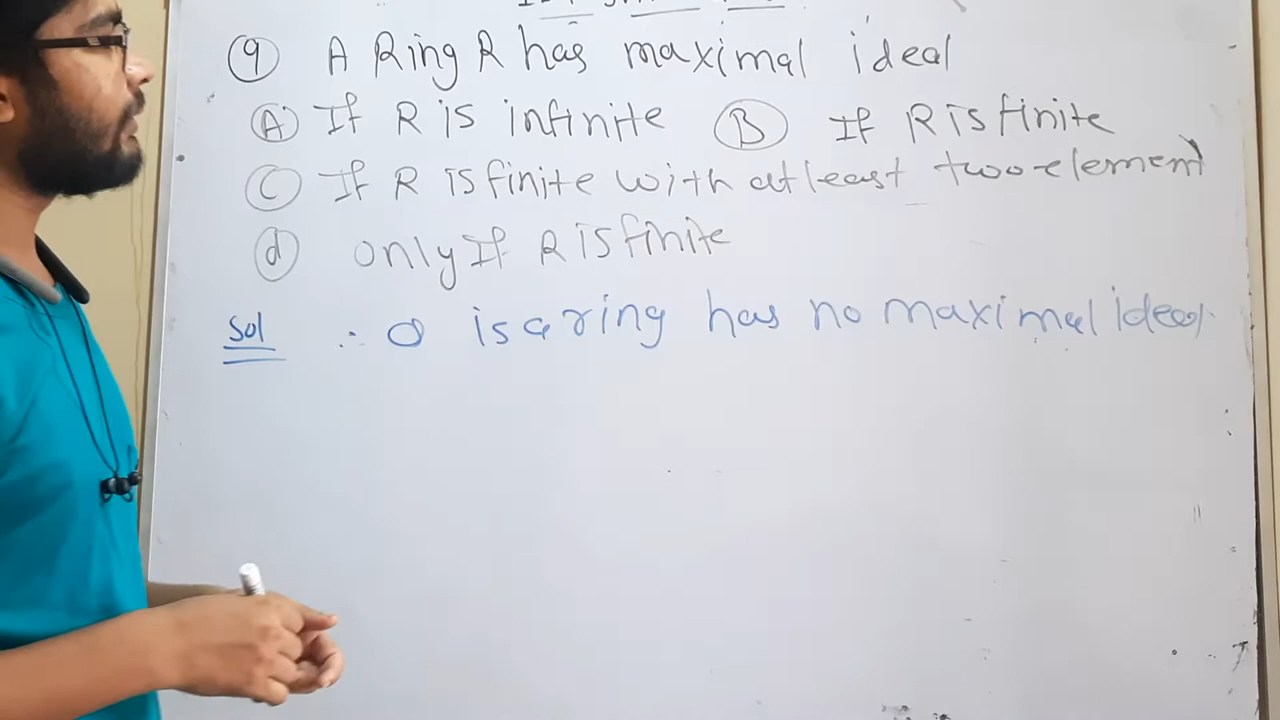 9 A Ring R has maximal ideal
A If R is infinite B If R is finite
C If R is finite with at least two element
d only If R is finite
Sol ∴ 0 is a ring has no maximal ideal.